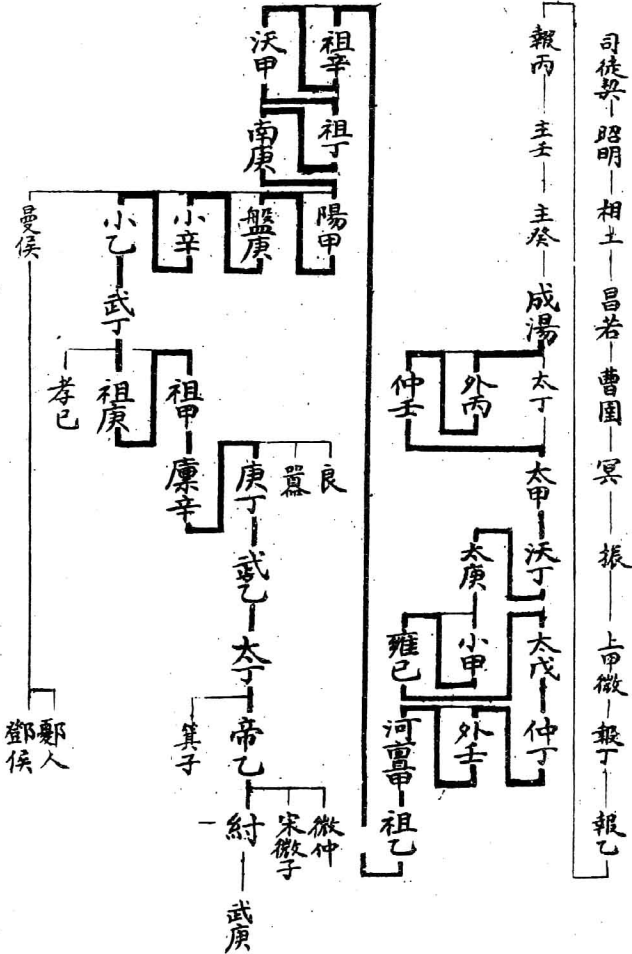 司徒契 昭明 相土 昌若 曹圉 冥 振 上甲微 報丁 報乙
報丙 主壬 主癸 成湯 太丁 太甲 沃丁 太戊 仲丁
外丙 太庚 小甲 外壬
仲壬 雍己 河亶甲 祖乙
祖辛 祖丁 陽甲
沃甲 南庚 盤庚
小辛
小乙 武丁 祖庚
祖甲 廩辛
孝已
良
嚚
庚丁 武乙 太丁 帝乙 紂 武庚
微仲
宋微子
箕子
曼侯
鄾人
鄧侯